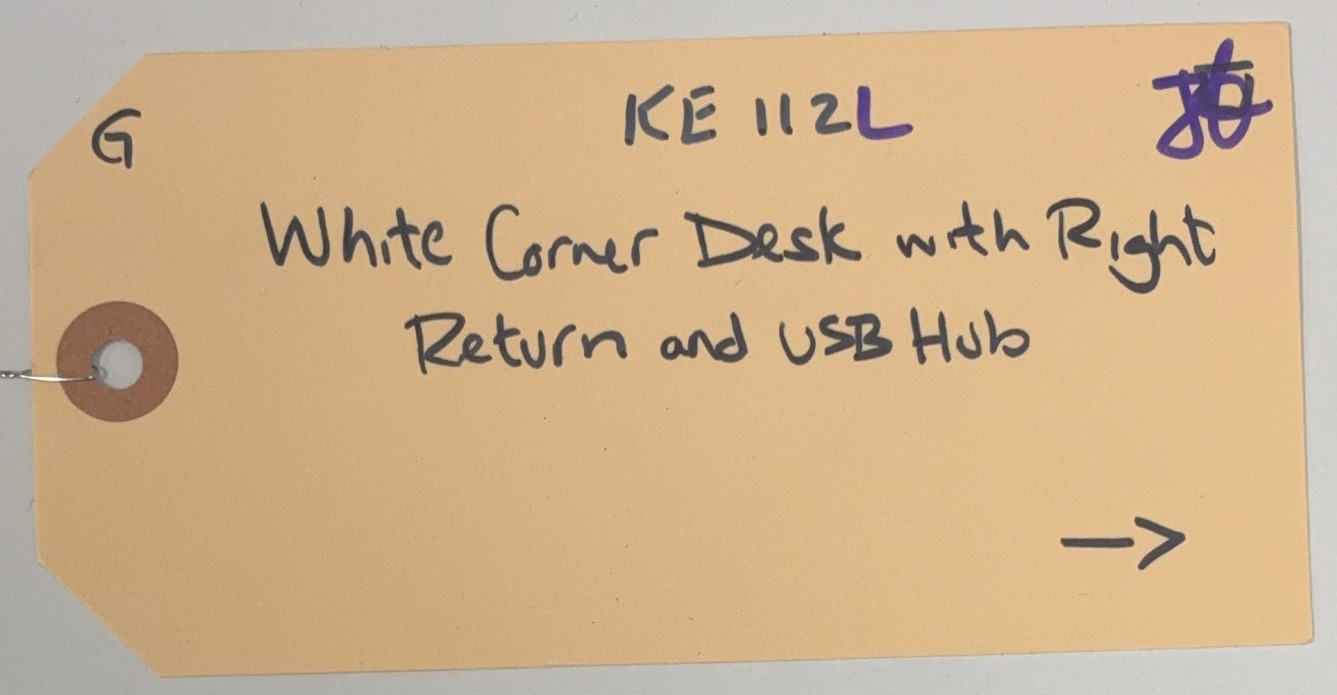 G KE 112L
White Corner Desk with Right
Return and USB Hub
→